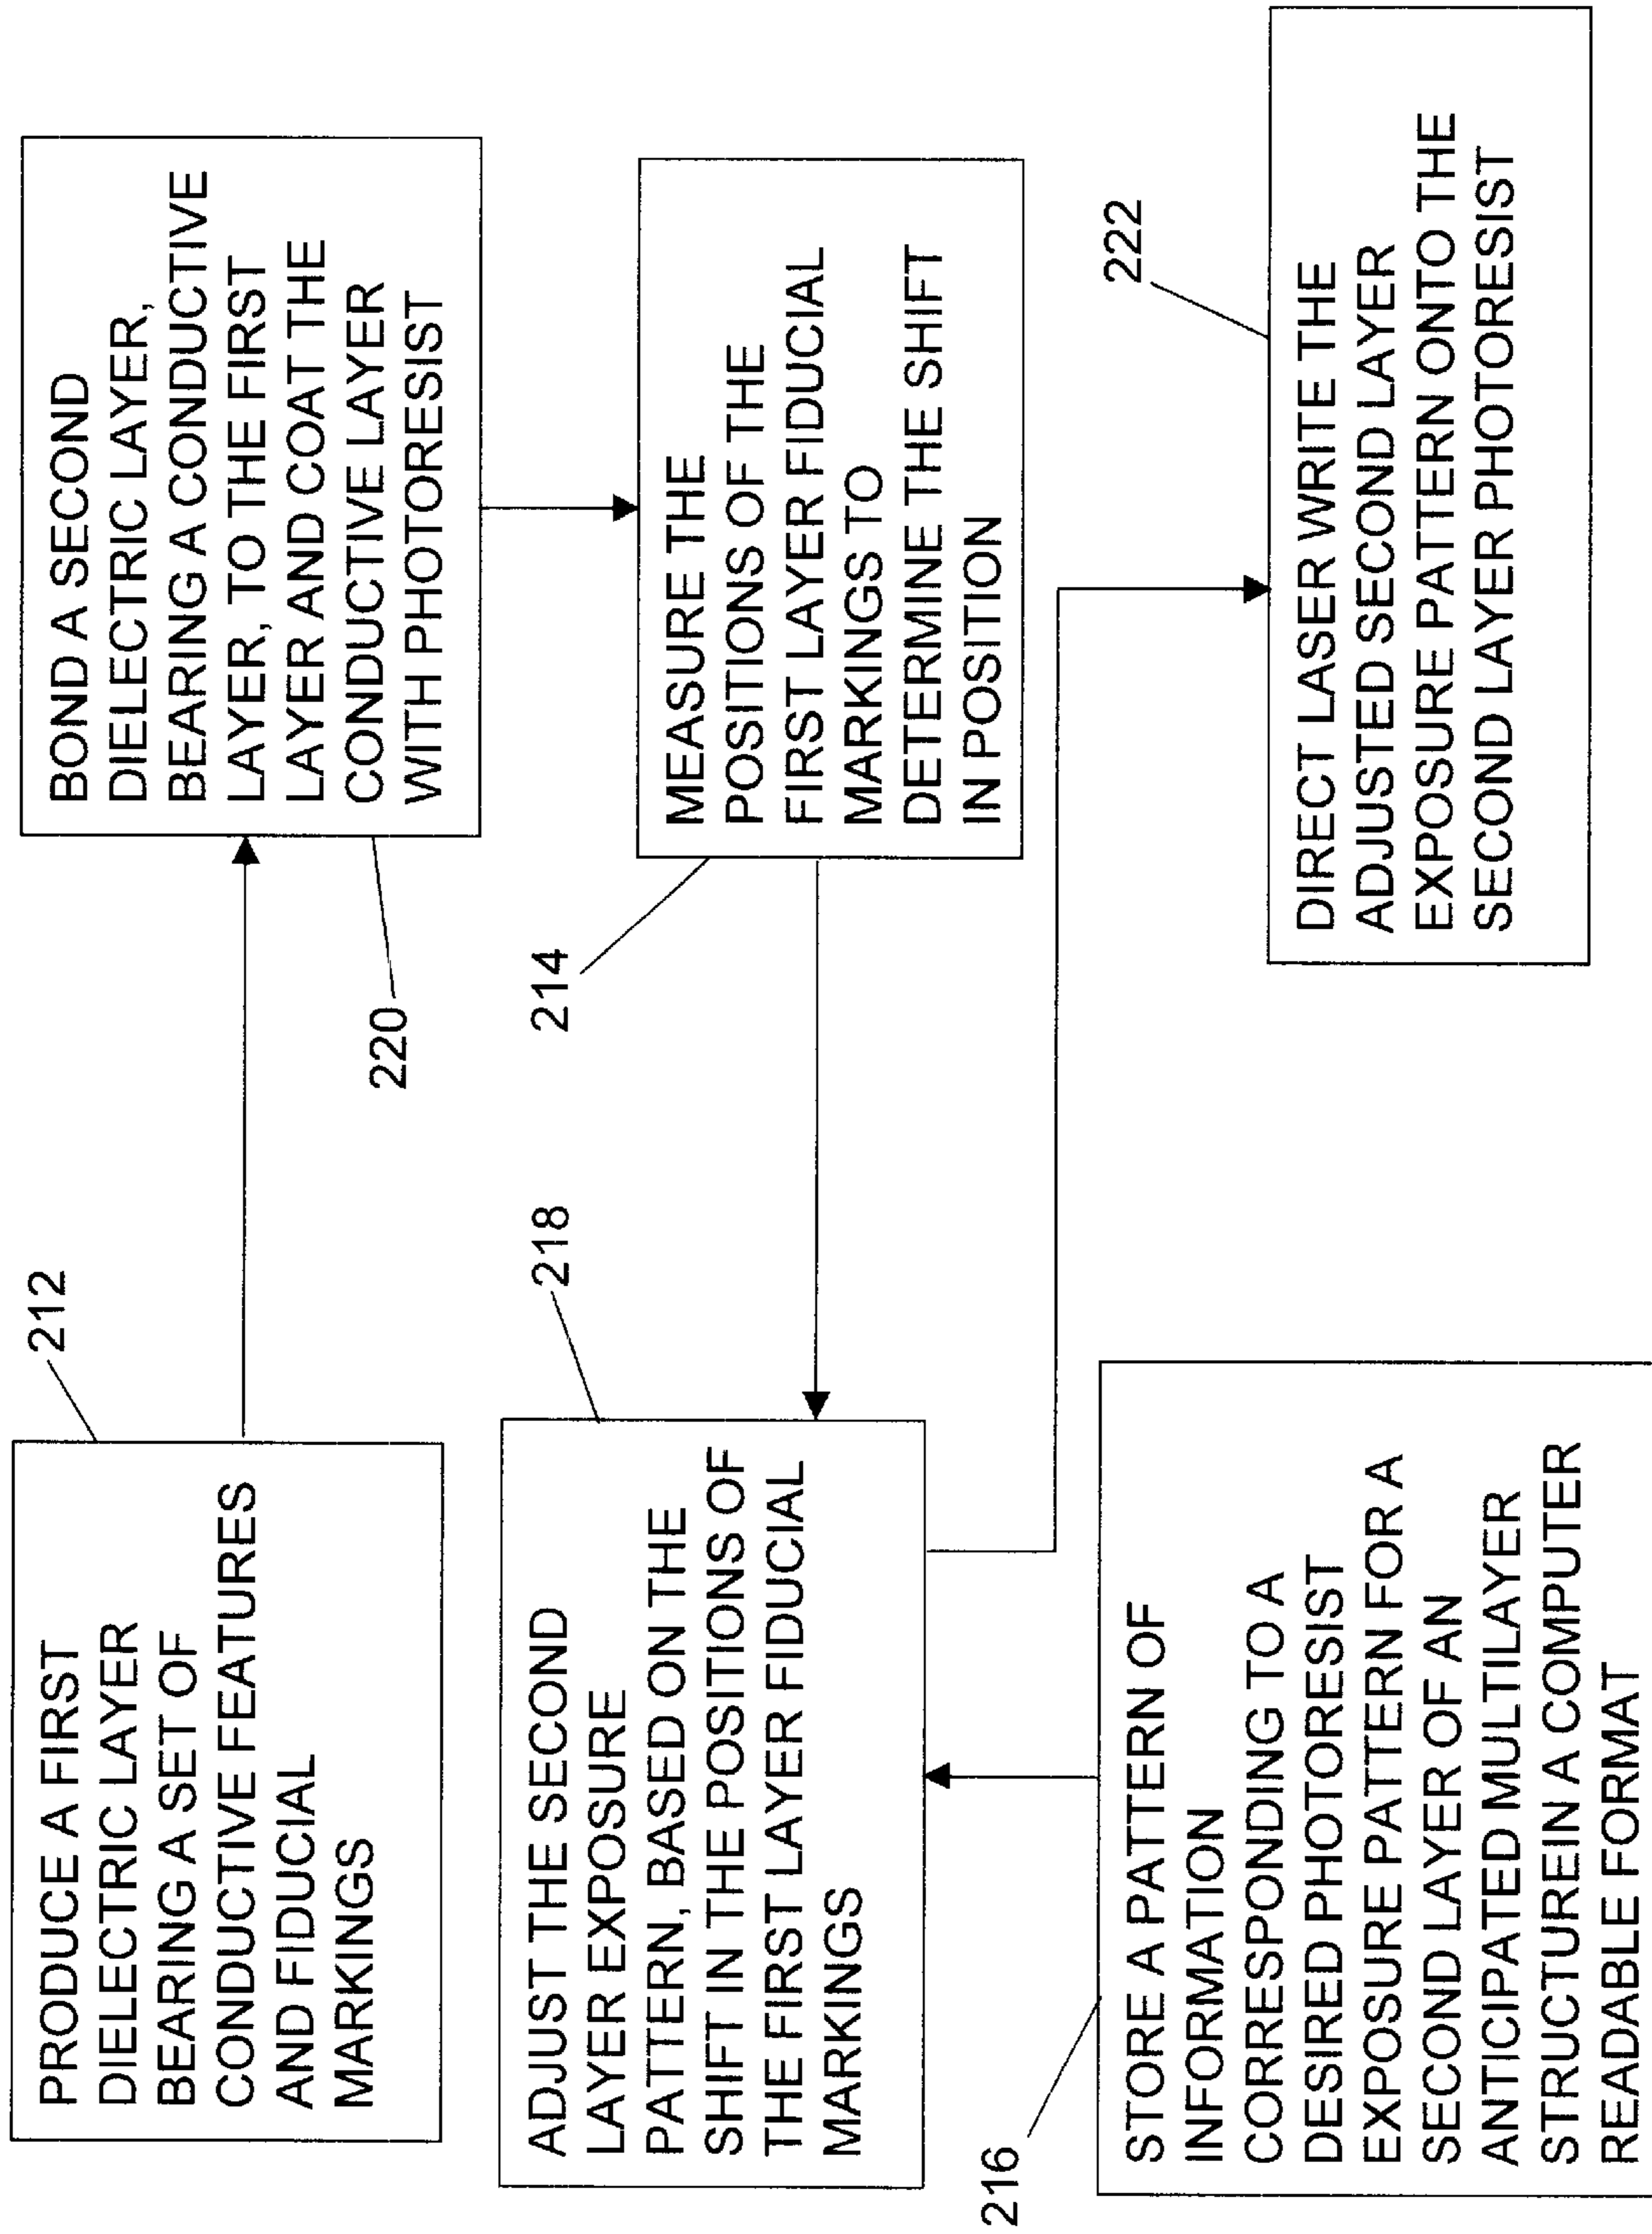 212
PRODUCE A FIRST
DIELECTRIC LAYER
BEARING A SET OF
CONDUCTIVE FEATURES
AND FIDUCIAL
MARKINGS
BOND A SECOND
DIELECTRIC LAYER,
BEARING A CONDUCTIVE
LAYER, TO THE FIRST
LAYER AND COAT THE
CONDUCTIVE LAYER
WITH PHOTORESIST
220
218
ADJUST THE SECOND
LAYER EXPOSURE
PATTERN, BASED ON THE
SHIFT IN THE POSITIONS OF
THE FIRST LAYER FIDUCIAL
MARKINGS
214
MEASURE THE
POSITIONS OF THE
FIRST LAYER FIDUCIAL
MARKINGS TO
DETERMINE THE SHIFT
IN POSITION
216
STORE A PATTERN OF
INFORMATION
CORRESPONDING TO A
DESIRED PHOTORESIST
EXPOSURE PATTERN FOR A
SECOND LAYER OF AN
ANTICIPATED MULTILAYER
STRUCTUREIN A COMPUTER
READABLE FORMAT
222
DIRECT LASER WRITE THE
ADJUSTED SECOND LAYER
EXPOSURE PATTERN ONTO THE
SECOND LAYER PHOTORESIST